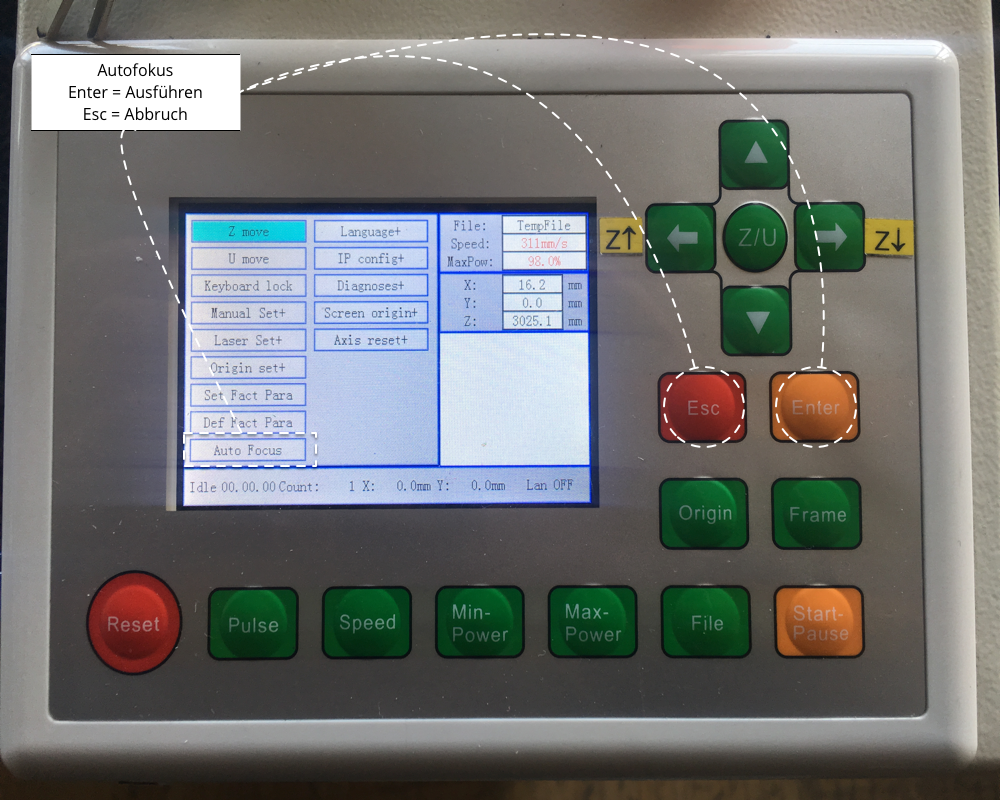 Autofokus
Enter = Ausführen
Esc = Abbruch
Z move
Language+
U move
IP config+
Keyboard lock
Diagnoses+
Manual Set+
Screen origin+
Laser Set+
Axis reset+
Origin set+
Set Fact Para
Def Fact Para
Auto Focus
File: TempFile
Speed: 311mm/s
MaxPow: 98.0%
X: 16.2 mm
Y: 0.0 mm
Z: 3025.1 mm
Idle 00.00.00 Count: 1 X: 0.0mm Y: 0.0mm Lan OFF
Z↑
Z/U
Z↓
Esc
Enter
Origin
Frame
Reset
Pulse
Speed
Min-
Power
Max-
Power
File
Start-
Pause